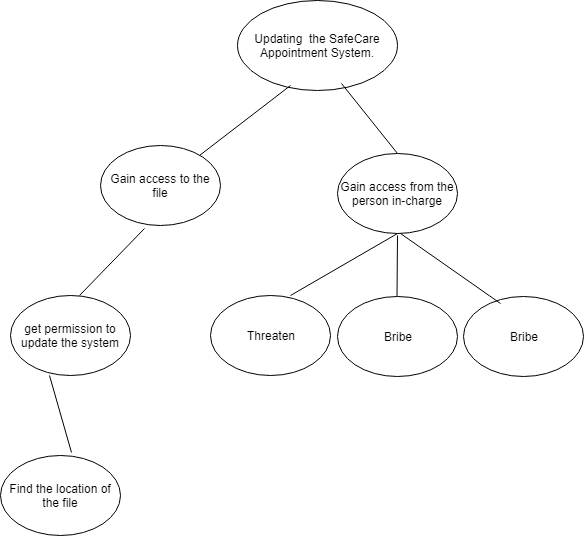 Updating  the SafeCare
Appointment System.
Gain access to the
file
Gain access from the
person in-charge
get permission to
update the system
Threaten
Bribe
Bribe
Find the location of
the file